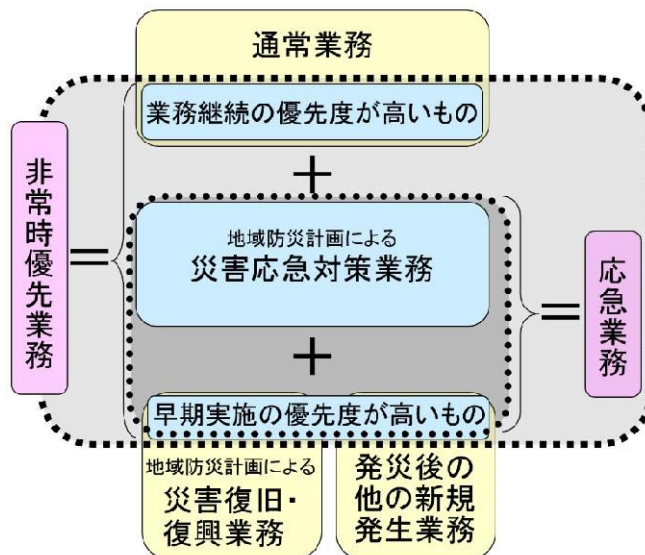 通常業務
業務継続の優先度が高いもの
+
非常時優先業務
=
地域防災計画による
災害応急対策業務
=
応急業務
+
早期実施の優先度が高いもの
地域防災計画による
災害復旧・
復興業務
発災後の
他の新規
発生業務